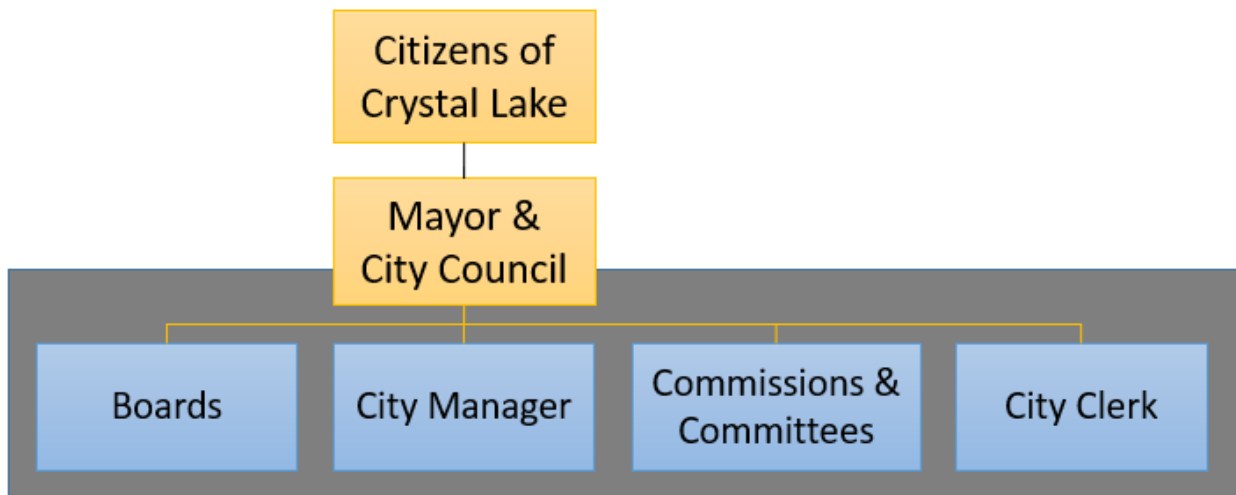 Citizens of
Crystal Lake
Mayor &
City Council
Boards
City Manager
Commissions &
Committees
City Clerk